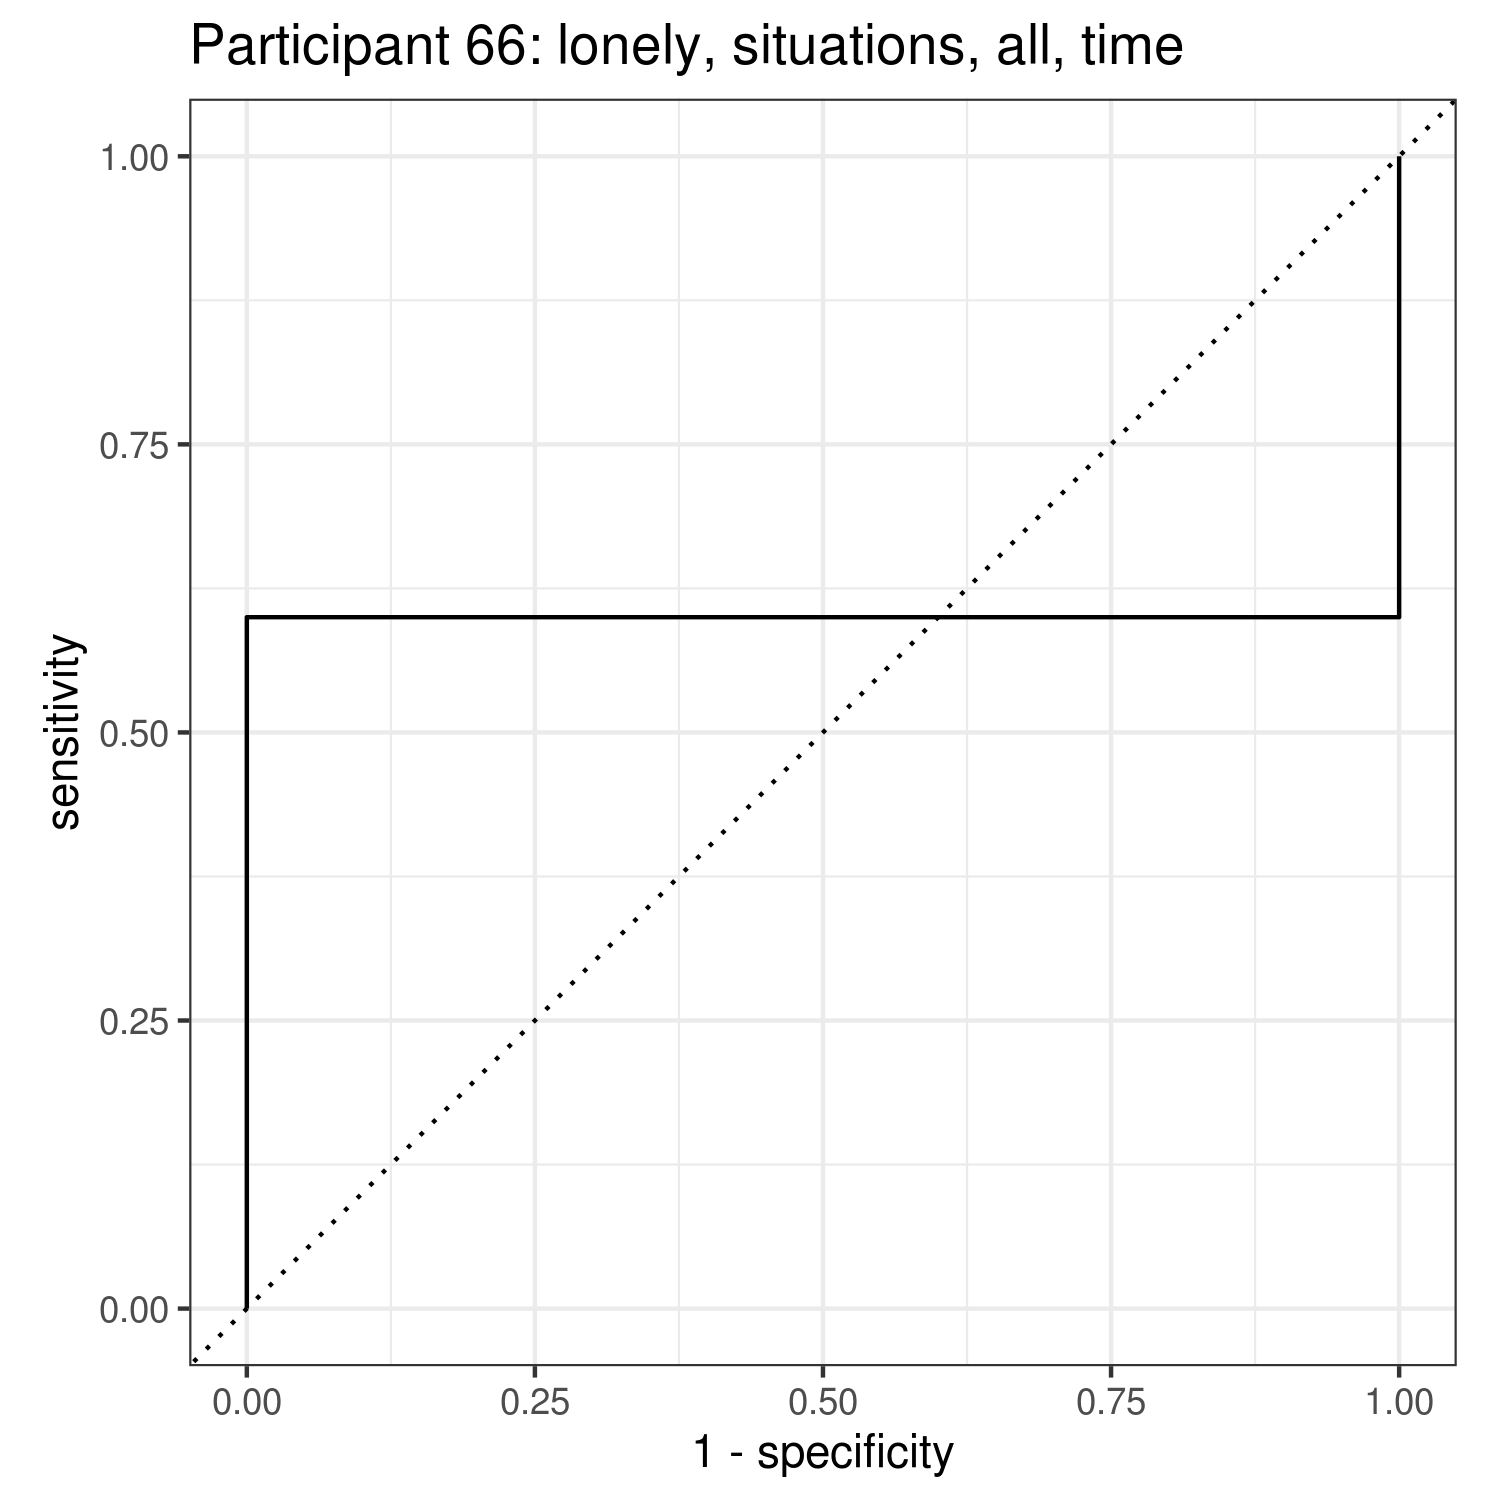 Participant 66: lonely, situations, all, time
1.00
0.75
0.50
0.25
0.00
sensitivity
0.00 0.25 0.50 0.75 1.00
1 - specificity